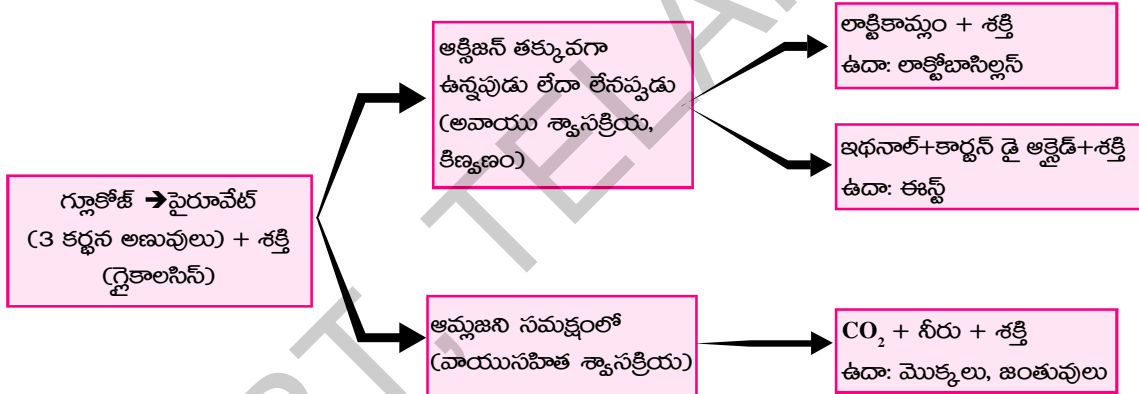 గ్లూకోజ్ ➔పైరూవేట్
(3 కర్బన అణువులు) + శక్తి
(గ్లైకాలసిస్)
ఆక్సిజన్ తక్కువగా
ఉన్నపుడు లేదా లేనప్పడు
(అవాయు శ్వాసక్రియ,
కిణ్వణం)
లాక్టికామ్లం + శక్తి
ఉదా: లాక్టోబాసిల్లస్
ఇథనాల్+కార్బన్ డై ఆక్సైడ్+శక్తి
ఉదా: ఈస్ట్
ఆమ్లజని సమక్షంలో
(వాయుసహిత శ్వాసక్రియ)
CO₂ + నీరు + శక్తి
ఉదా: మొక్కలు, జంతువులు